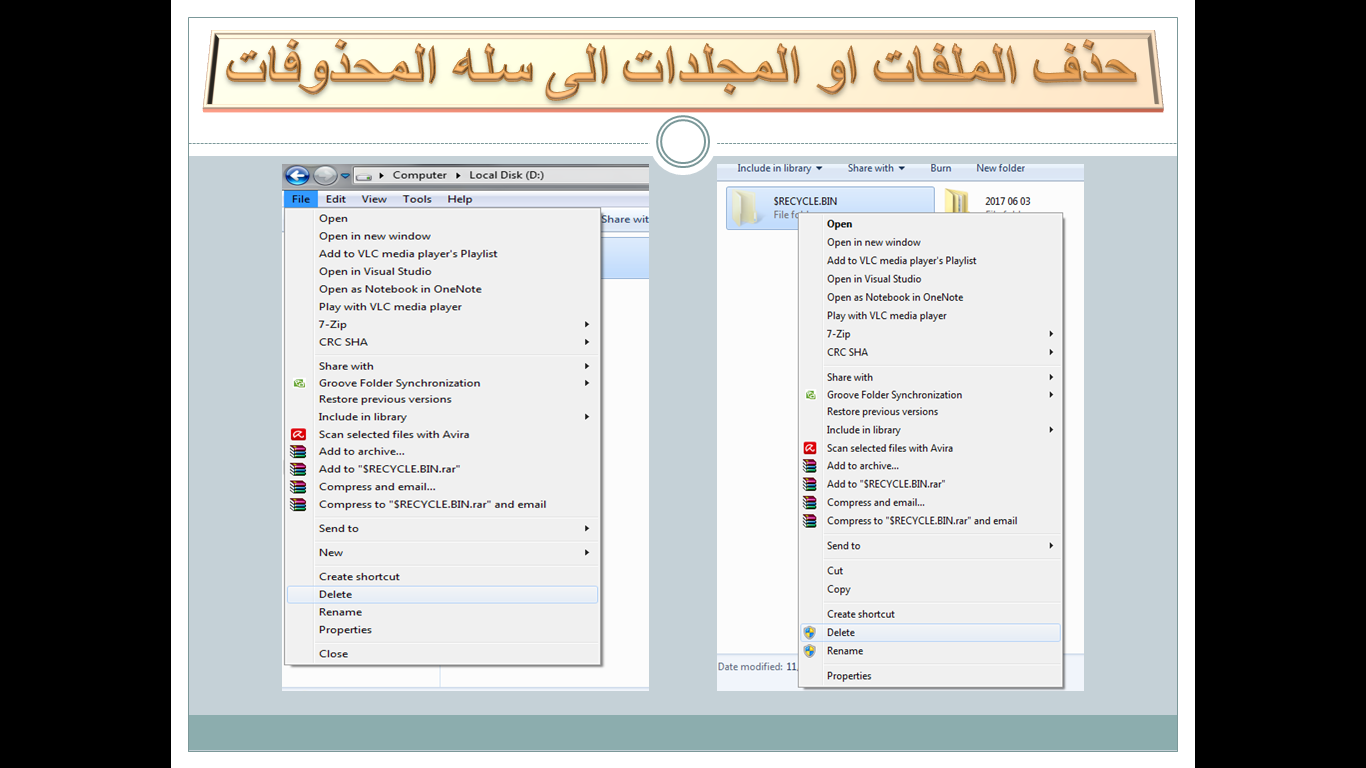 حذف الملفات او المجلدات الى سله المحذوفات
Computer Local Disk (D:)
File Edit View Tools Help
Share wit
Open
Open in new window
Add to VLC media player's Playlist
Open in Visual Studio
Open as Notebook in OneNote
Play with VLC media player
7-Zip
CRC SHA
Share with
Groove Folder Synchronization
Restore previous versions
Include in library
Scan selected files with Avira
Add to archive...
Add to "$RECYCLE.BIN.rar"
Compress and email...
Compress to "$RECYCLE.BIN.rar" and email
Send to
New
Create shortcut
Delete
Rename
Properties
Close
Include in library Share with Burn New folder
$RECYCLE.BIN 2017 06 03
File fo
Open
Open in new window
Add to VLC media player's Playlist
Open in Visual Studio
Open as Notebook in OneNote
Play with VLC media player
7-Zip
CRC SHA
Share with
Groove Folder Synchronization
Restore previous versions
Include in library
Scan selected files with Avira
Add to archive...
Add to "$RECYCLE.BIN.rar"
Compress and email...
Compress to "$RECYCLE.BIN.rar" and email
Send to
Cut
Copy
Create shortcut
Delete
Rename
Properties
Date modified: 11